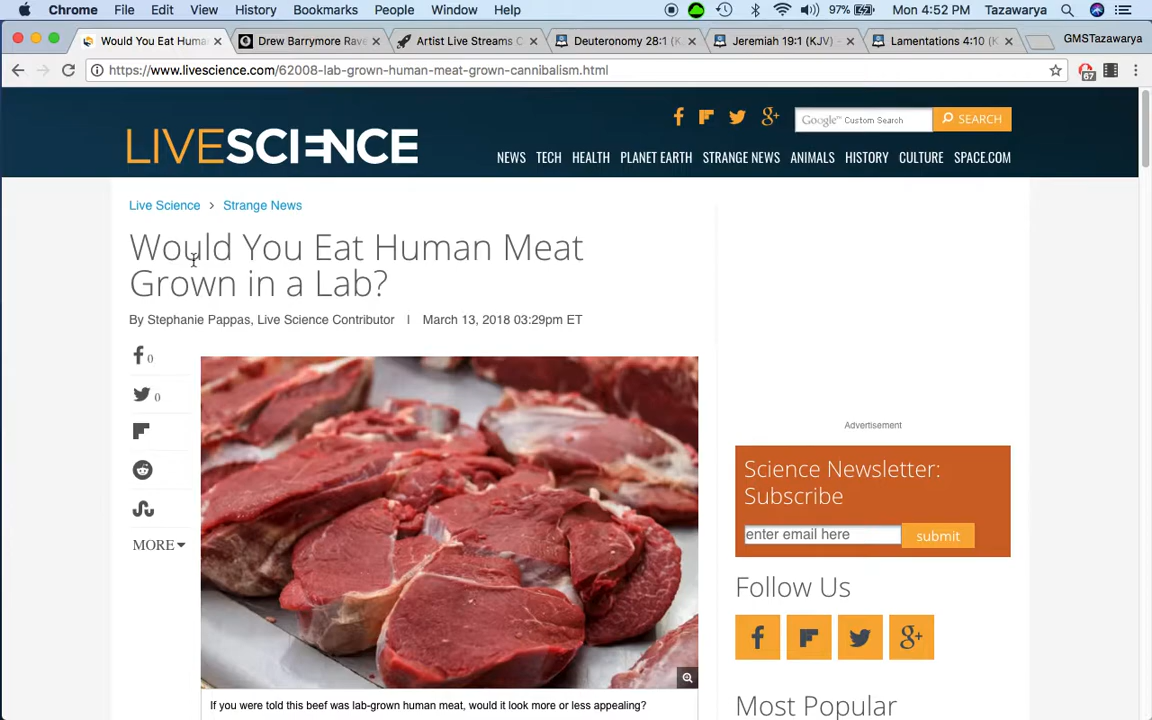 Chrome File Edit View History Bookmarks People Window Help 97% Mon 4:52 PM Tazawarya
Would You Eat Huma Drew Barrymore Rave Artist Live Streams C Deuteronomy 28:1 (K Jeremiah 19:1 (KJV) - Lamentations 4:10 (K GMSTazawarya
https://www.livescience.com/62008-lab-grown-human-meat-grown-cannibalism.html 67
LIVESCIENCE
Google™ Custom Search SEARCH
NEWS TECH HEALTH PLANET EARTH STRANGE NEWS ANIMALS HISTORY CULTURE SPACE.COM
Live Science > Strange News
Would You Eat Human Meat
Grown in a Lab?
By Stephanie Pappas, Live Science Contributor | March 13, 2018 03:29pm ET
0
0
MORE
If you were told this beef was lab-grown human meat, would it look more or less appealing?
Advertisement
Science Newsletter:
Subscribe
enter email here submit
Follow Us
Most Popular